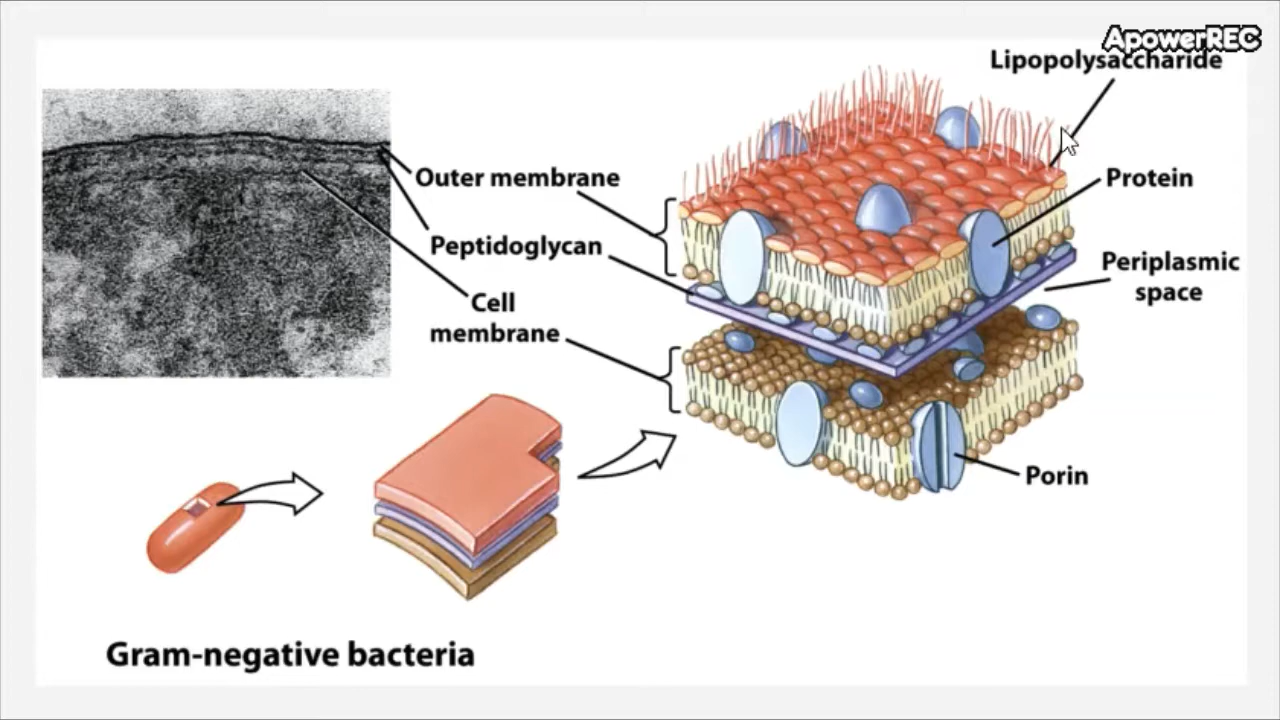 ApowerREC
Lipopolysaccharide
Outer membrane
Protein
Peptidoglycan
Periplasmic
space
Cell
membrane
Porin
Gram-negative bacteria